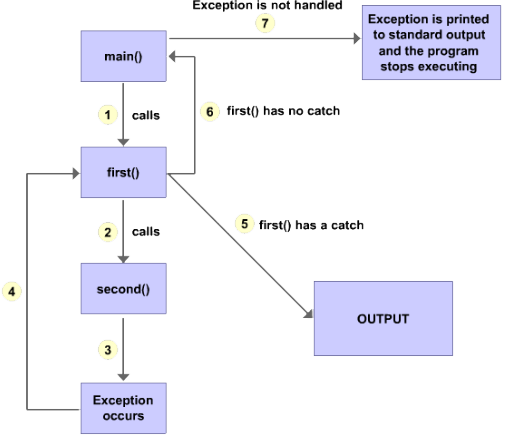 Exception is not handled
7
Exception is printed
to standard output
and the program
stops executing
main()
1
calls
6
first() has no catch
first()
2
calls
5
first() has a catch
4
second()
OUTPUT
3
Exception
occurs